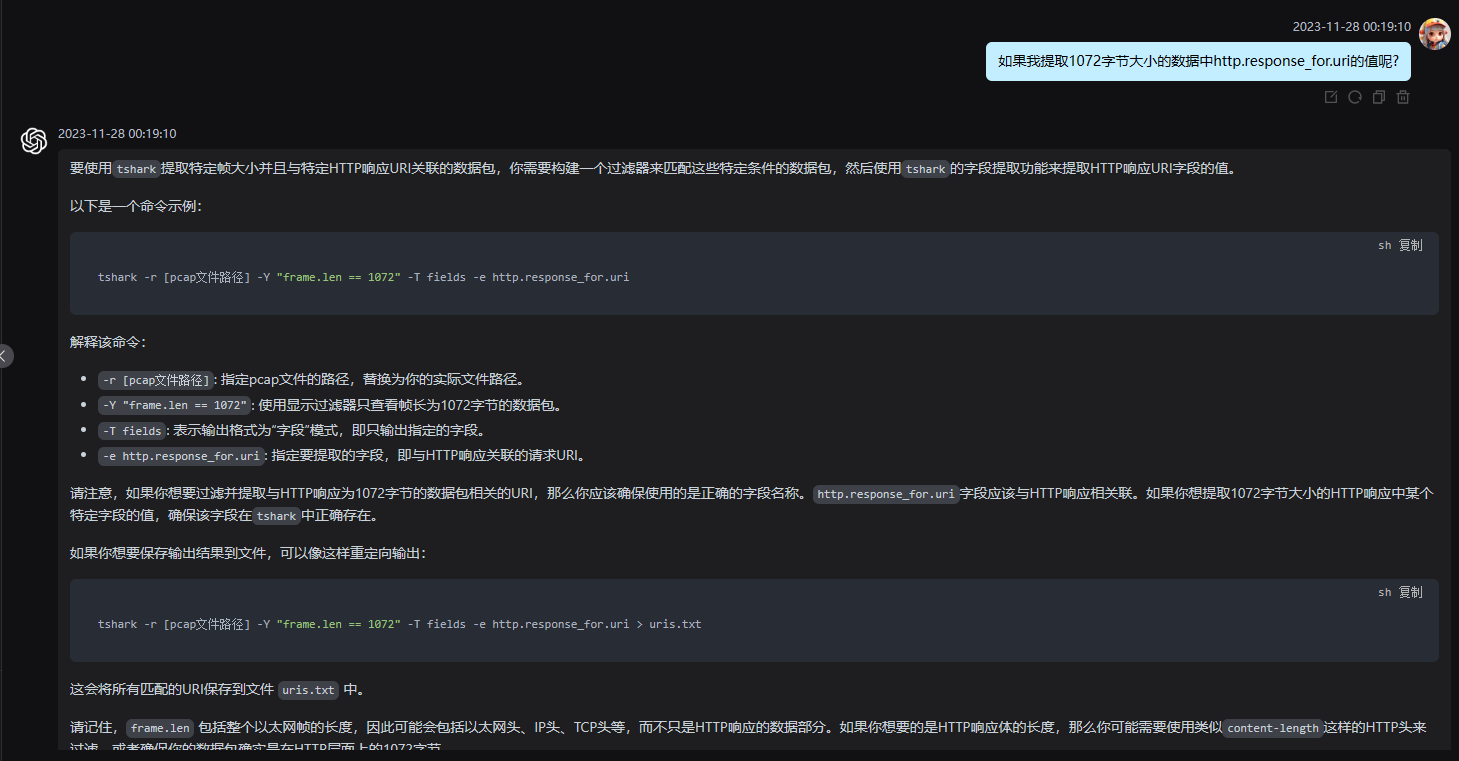 2023-11-28 00:19:10
如果我提取1072字节大小的数据中http.response_for.uri的值呢?
2023-11-28 00:19:10
要使用tshark提取特定帧大小并且与特定HTTP响应URI关联的数据包，你需要构建一个过滤器来匹配这些特定条件的数据包，然后使用tshark的字段提取功能来提取HTTP响应URI字段的值。
以下是一个命令示例：
sh 复制
tshark -r [pcap文件路径] -Y "frame.len == 1072" -T fields -e http.response_for.uri
解释该命令：
-r [pcap文件路径]: 指定pcap文件的路径，替换为你的实际文件路径。
-Y "frame.len == 1072": 使用显示过滤器只查看帧长为1072字节的数据包。
-T fields: 表示输出格式为“字段”模式，即只输出指定的字段。
-e http.response_for.uri: 指定要提取的字段，即与HTTP响应关联的请求URI。
请注意，如果你想要过滤并提取与HTTP响应为1072字节的数据包相关的URI，那么你应该确保使用的是正确的字段名称。http.response_for.uri字段应该与HTTP响应相关联。如果你想提取1072字节大小的HTTP响应中某个
特定字段的值，确保该字段在tshark中正确存在。
如果你想要保存输出结果到文件，可以像这样重定向输出：
sh 复制
tshark -r [pcap文件路径] -Y "frame.len == 1072" -T fields -e http.response_for.uri > uris.txt
这会将所有匹配的URI保存到文件 uris.txt 中。
请记住，frame.len 包括整个以太网帧的长度，因此可能会包括以太网头、IP头、TCP头等，而不只是HTTP响应的数据部分。如果你想要的是HTTP响应体的长度，那么你可能需要使用类似content-length这样的HTTP头来
过滤，或者确保你的数据包确实是在HTTP层面上的1072字节